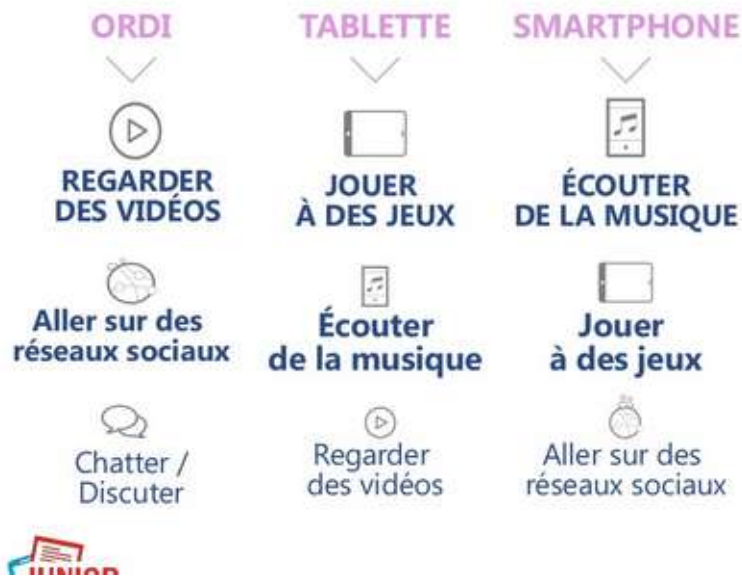 ORDI
TABLETTE
SMARTPHONE
REGARDER
DES VIDÉOS
JOUER
À DES JEUX
ÉCOUTER
DE LA MUSIQUE
Aller sur des
réseaux sociaux
Écouter
de la musique
Jouer
à des jeux
Chatter /
Discuter
Regarder
des vidéos
Aller sur des
réseaux sociaux
JUNIOR